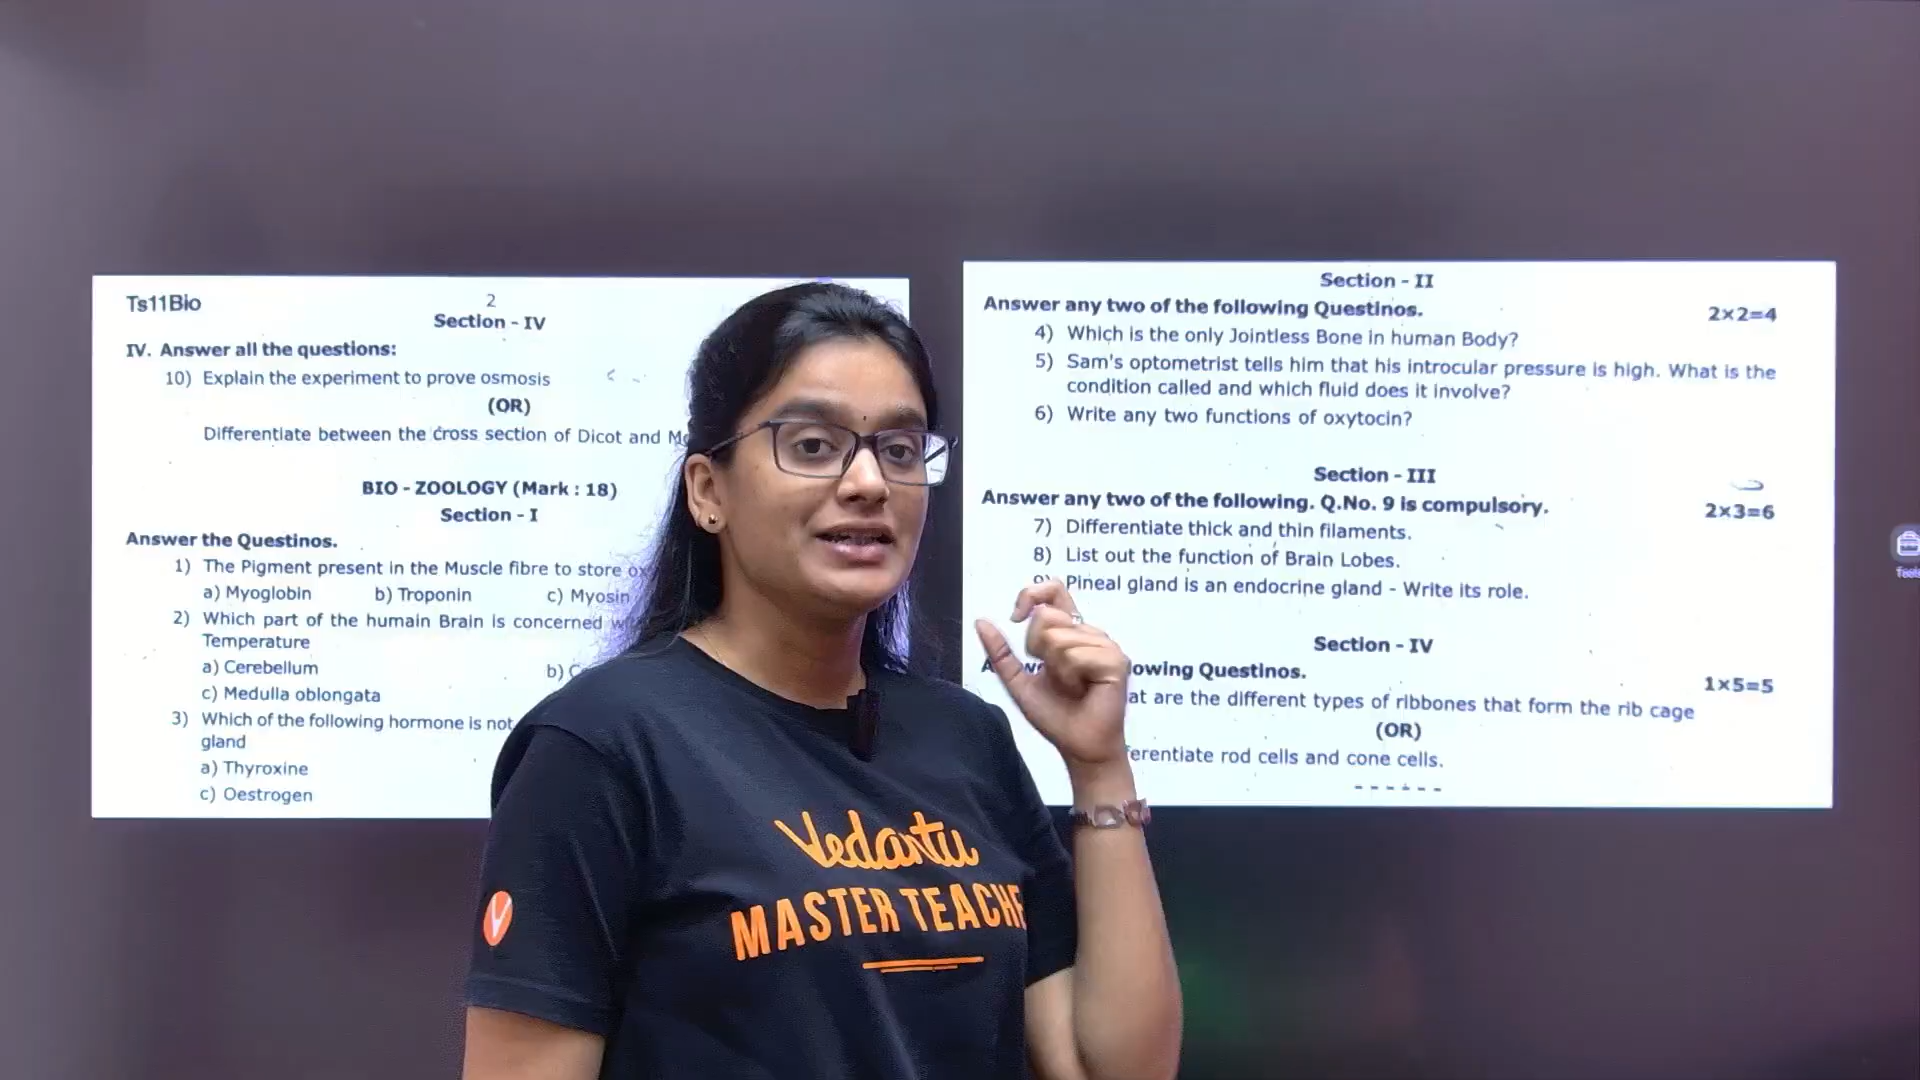 Ts11Bio
2
Section - IV
IV. Answer all the questions:
10) Explain the experiment to prove osmosis
(OR)
Differentiate between the cross section of Dicot and
BIO - ZOOLOGY (Mark : 18)
Section - I
Answer the Questinos.
1) The Pigment present in the Muscle fibre to store
a) Myoglobin b) Troponin c) Myosin
2) Which part of the humain Brain is concerned
Temperature
a) Cerebellum b)
c) Medulla oblongata
3) Which of the following hormone is not
gland
a) Thyroxine
c) Oestrogen
Section - II
Answer any two of the following Questinos. 2×2=4
4) Which is the only Jointless Bone in human Body?
5) Sam's optometrist tells him that his introcular pressure is high. What is the
condition called and which fluid does it involve?
6) Write any two functions of oxytocin?
Section - III
Answer any two of the following. Q.No. 9 is compulsory. 2×3=6
7) Differentiate thick and thin filaments.
8) List out the function of Brain Lobes.
Pineal gland is an endocrine gland - Write its role.
Section - IV
owing Questinos. 1×5=5
at are the different types of ribbones that form the rib cage
(OR)
ferentiate rod cells and cone cells.
Vedantu
MASTER TEACHE